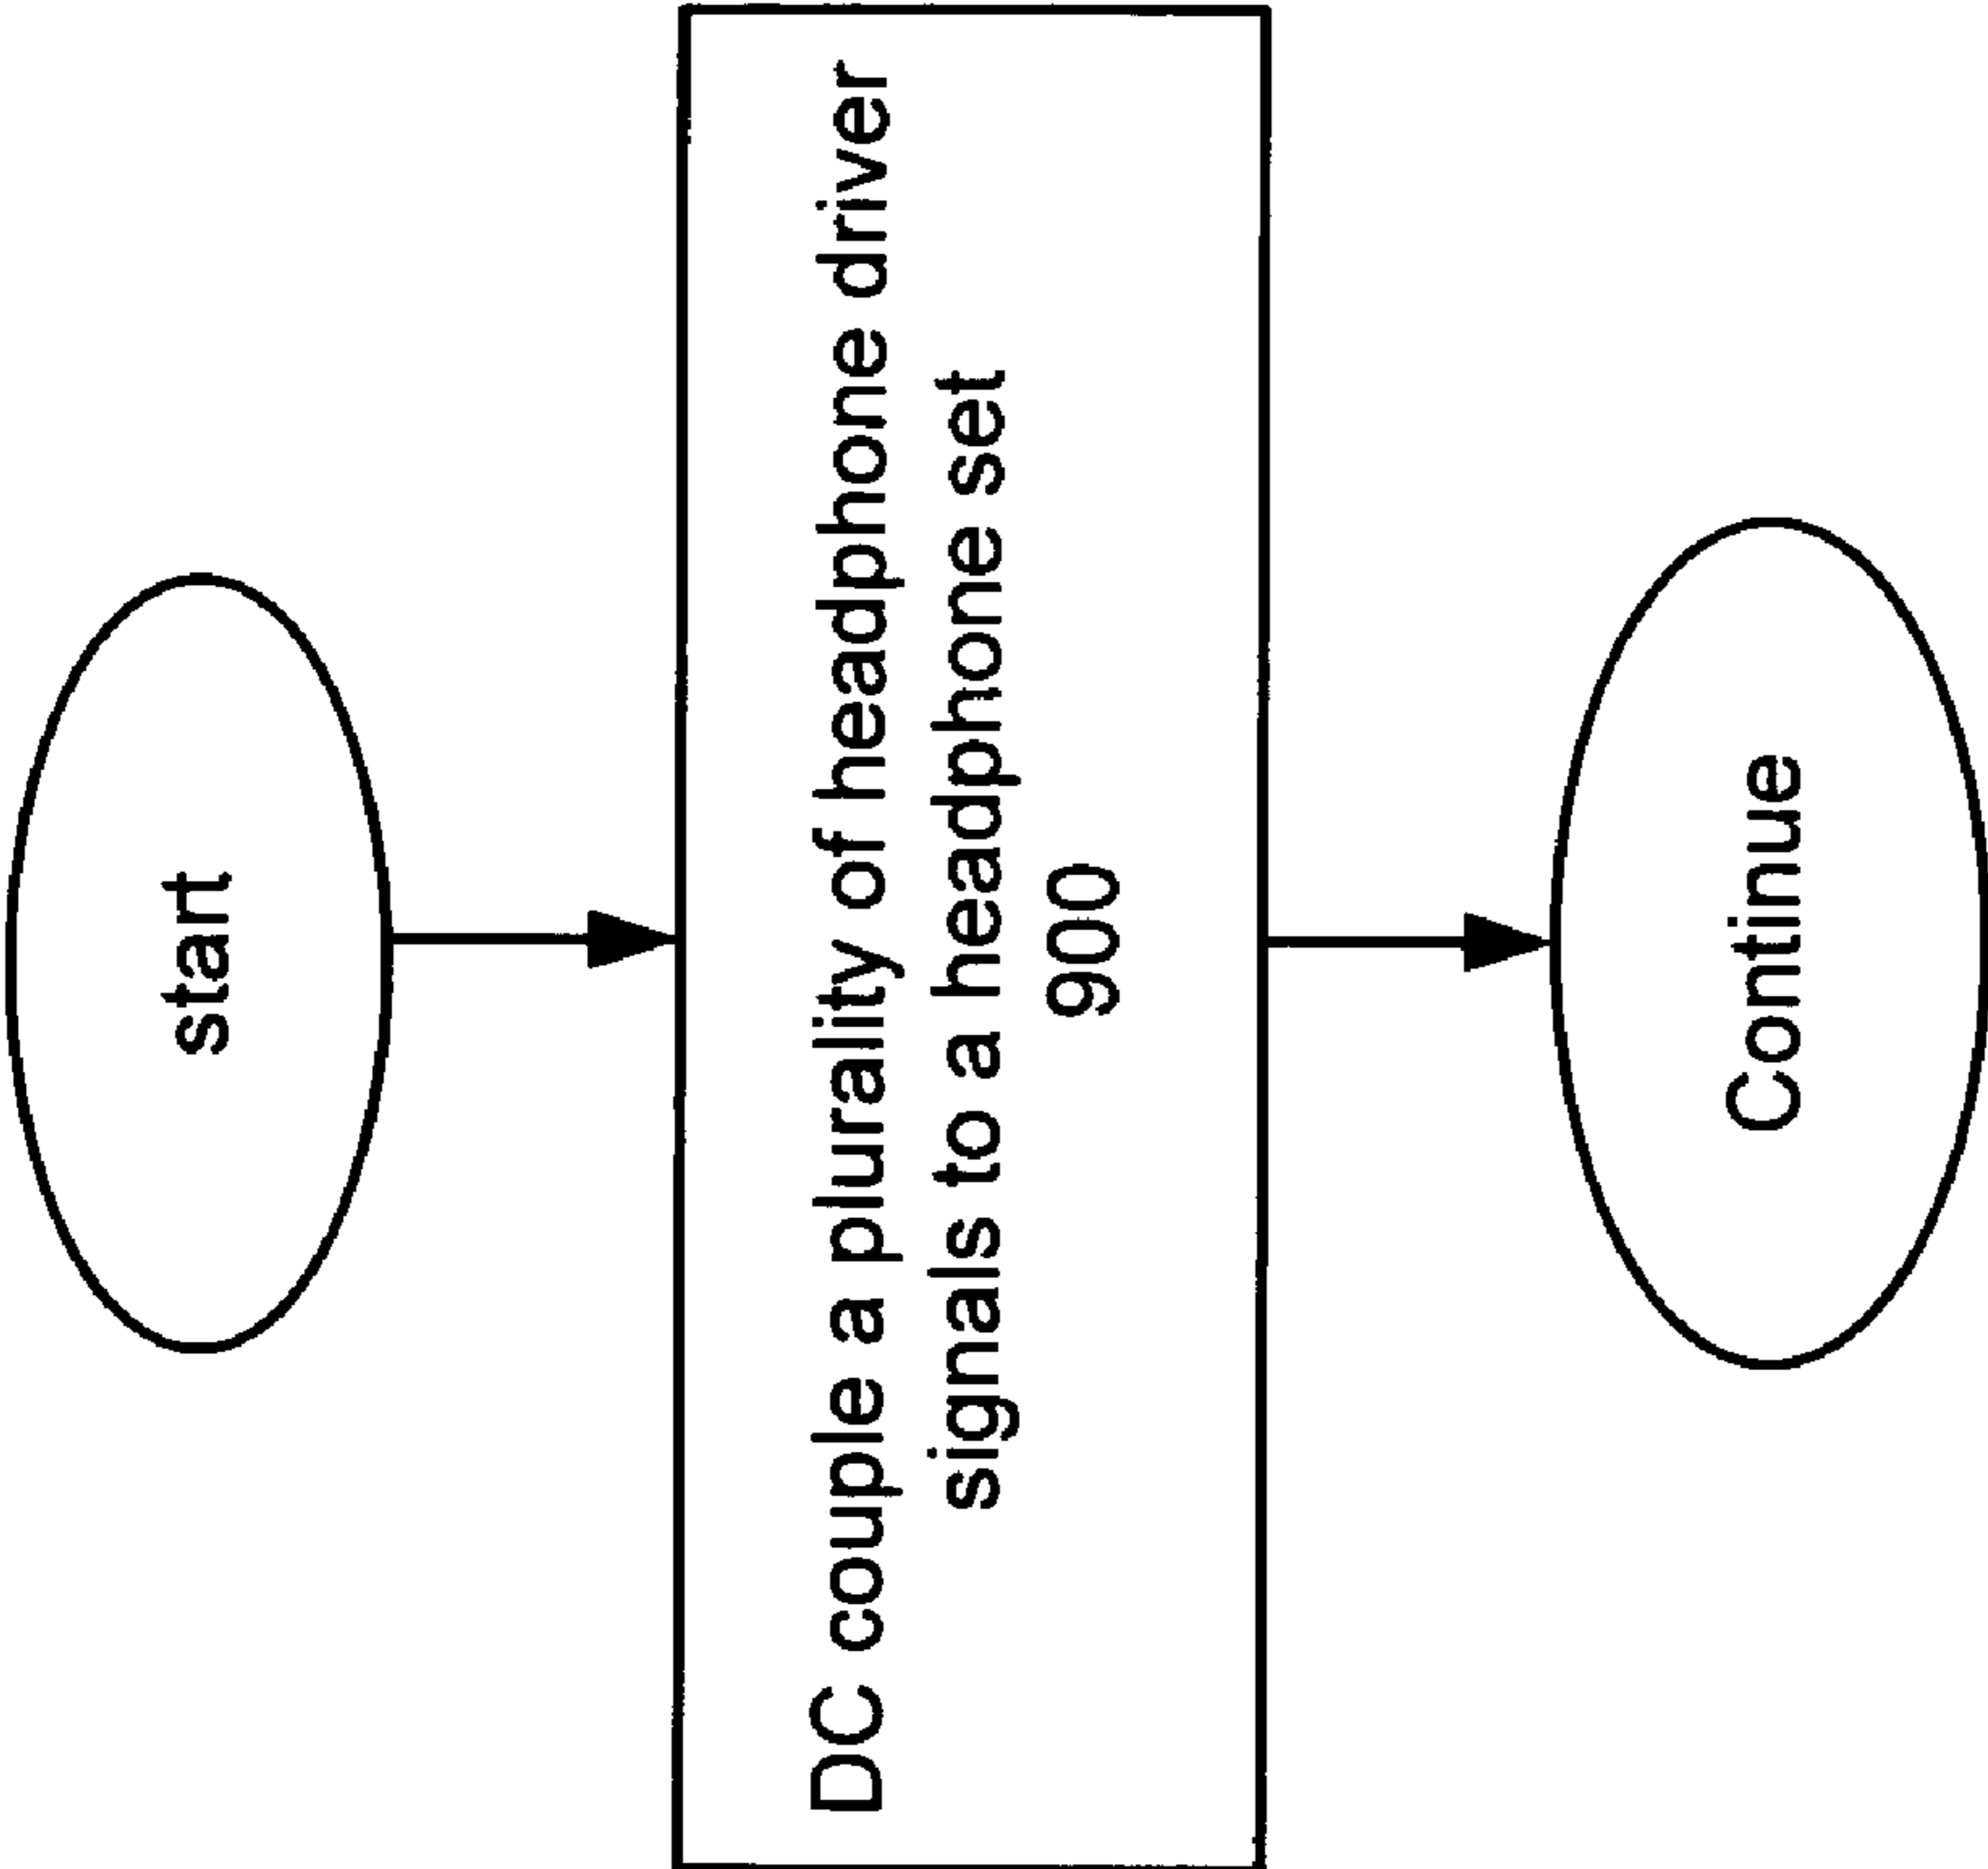 start
DC couple a plurality of headphone driver
signals to a headphone set
900
Continue